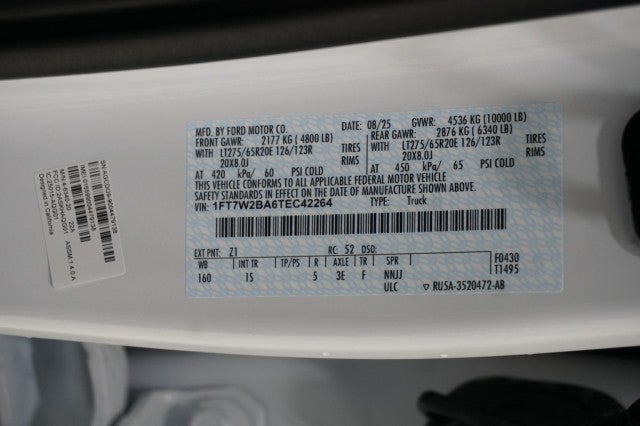 MFD. BY FORD MOTOR CO.
DATE: 08/25 GVWR: 4536 KG (10000 LB)
FRONT GAWR: 2177 KG ( 4800 LB) REAR GAWR: 2876 KG ( 6340 LB)
WITH LT275/65R20E 126/123R TIRES WITH LT275/65R20E 126/123R TIRES
20X8.0J RIMS 20X8.0J RIMS
AT 420 kPa/ 60 PSI COLD AT 450 kPa/ 65 PSI COLD
THIS VEHICLE CONFORMS TO ALL APPLICABLE FEDERAL MOTOR VEHICLE
SAFETY STANDARDS IN EFFECT ON THE DATE OF MANUFACTURE SHOWN ABOVE.
VIN: 1FT7W2BA6TEC42264 TYPE: Truck
EXT PNT: Z1 RC: 52 DSO:
WB INT TR TP/PS R AXLE TR SPR F0430
160 1S 5 3E F NNJJ T1495
ULC ▽ RU5A-3520472-AB
Designed in California